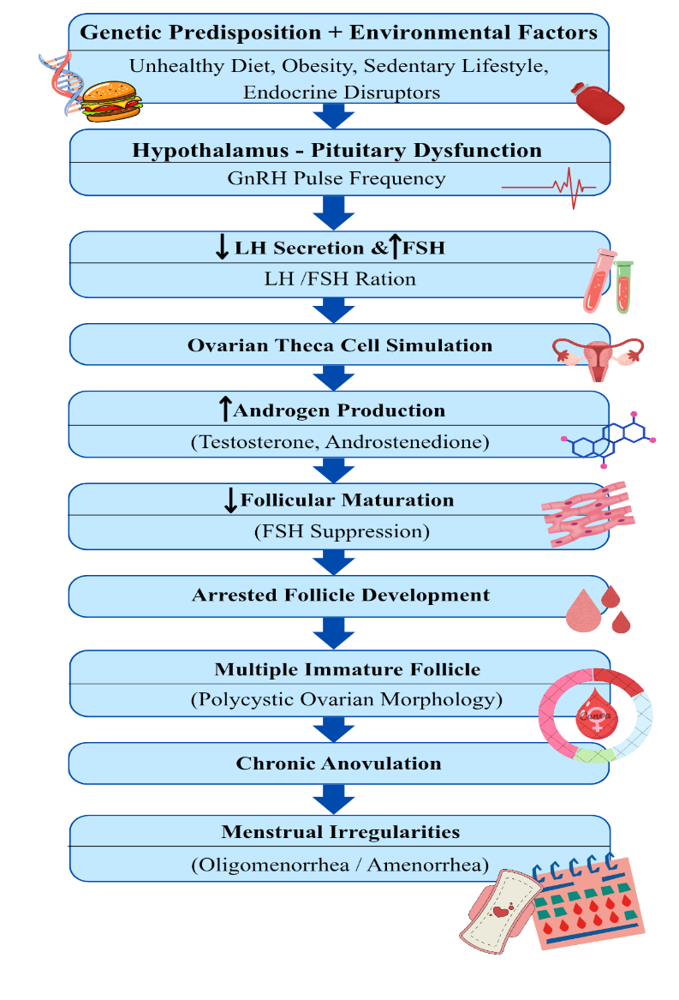 Genetic Predisposition + Environmental Factors
Unhealthy Diet, Obesity, Sedentary Lifestyle,
Endocrine Disruptors
Hypothalamus - Pituitary Dysfunction
GnRH Pulse Frequency
↓ LH Secretion & ↑ FSH
LH /FSH Ration
Ovarian Theca Cell Simulation
↑ Androgen Production
(Testosterone, Androstenedione)
↓ Follicular Maturation
(FSH Suppression)
Arrested Follicle Development
Multiple Immature Follicle
(Polycystic Ovarian Morphology)
Canva
Chronic Anovulation
Menstrual Irregularities
(Oligomenorrhea / Amenorrhea)